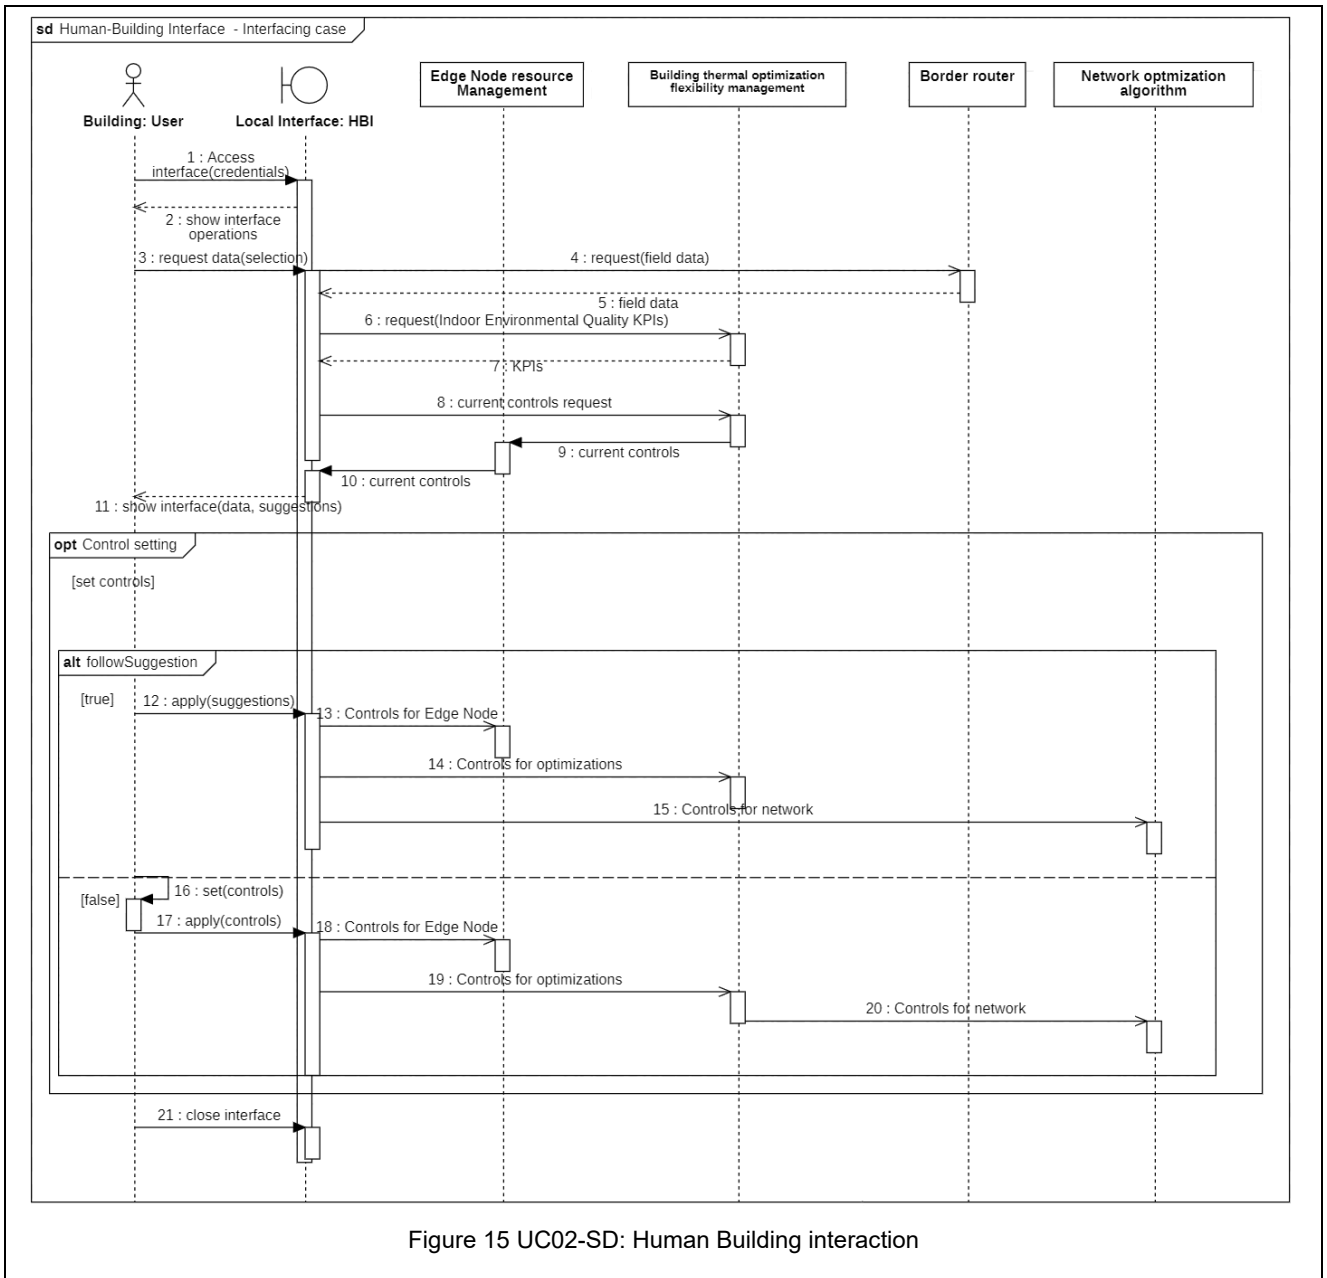 sd Human-Building Interface - Interfacing case
Building: User
Local Interface: HBI
Edge Node resource
Management
Building thermal optimization
flexibility management
Border router
Network optmization
algorithm
1 : Access
interface(credentials)
2 : show interface
operations
3 : request data(selection)
4 : request(field data)
5 : field data
6 : request(Indoor Environmental Quality KPIs)
7 : KPIs
8 : current controls request
9 : current controls
10 : current controls
11 : show interface(data, suggestions)
opt Control setting
[set controls]
alt followSuggestion
[true]
12 : apply(suggestions)
13 : Controls for Edge Node
14 : Controls for optimizations
15 : Controls for network
16 : set(controls)
[false]
17 : apply(controls)
18 : Controls for Edge Node
19 : Controls for optimizations
20 : Controls for network
21 : close interface
Figure 15 UC02-SD: Human Building interaction